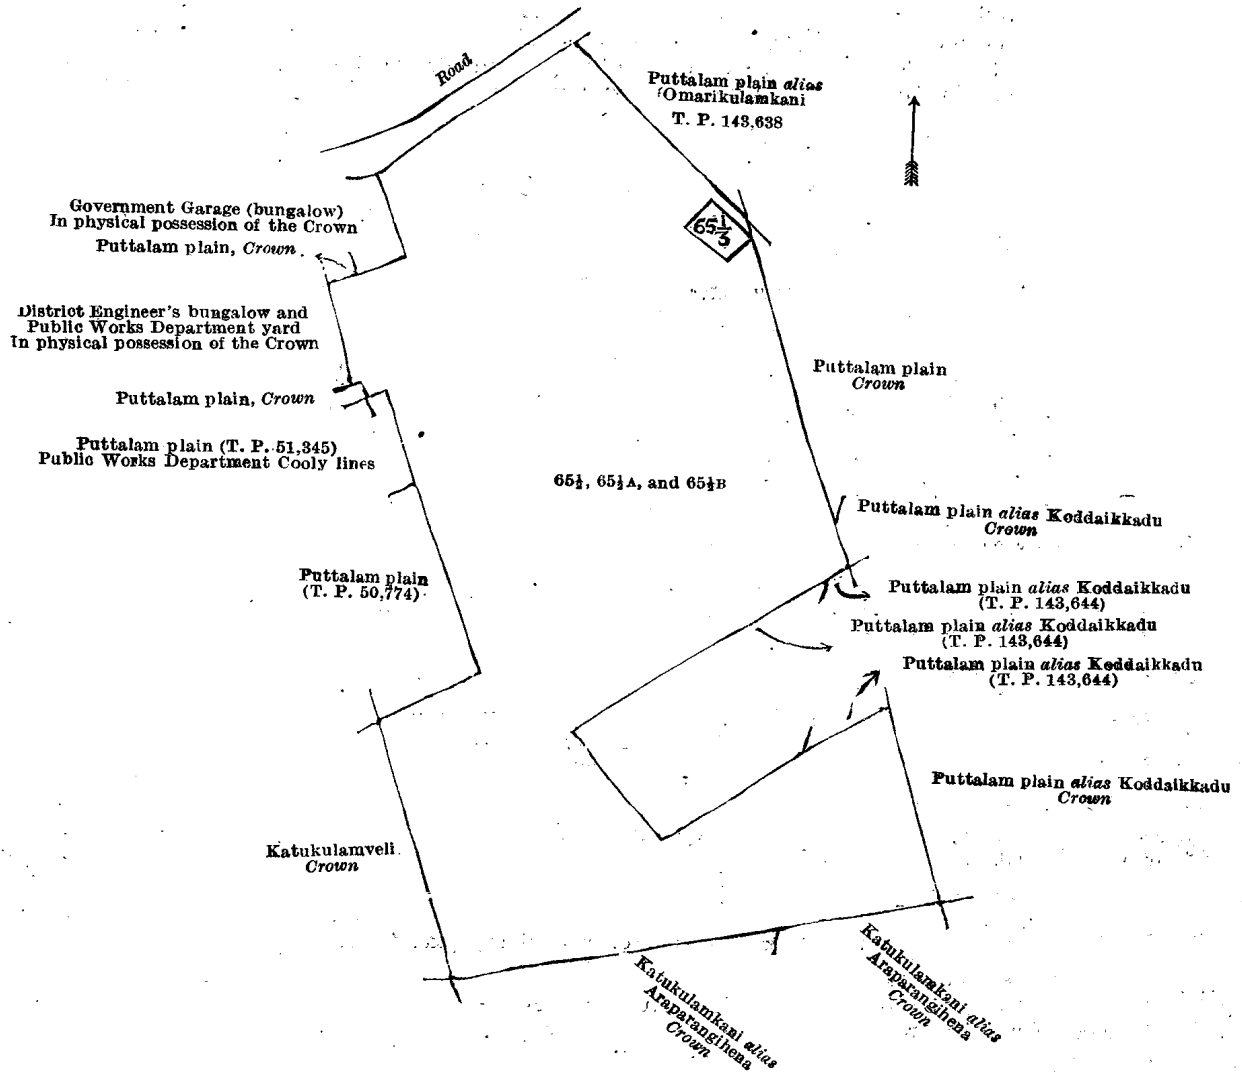 Road
Puttalam plain alias
Omarikulamkani
T. P. 143,638
Government Garage (bungalow)
In physical possession of the Crown
Puttalam plain, Crown
65 1/3
District Engineer's bungalow and
Public Works Department yard
In physical possession of the Crown
Puttalam plain
Crown
Puttalam plain, Crown
Puttalam plain (T. P. 51,345)
Public Works Department Cooly lines
65½, 65½A, and 65½B
Puttalam plain alias Koddaikkadu
Crown
Puttalam plain
(T. P. 50,774)
Puttalam plain alias Koddaikkadu
(T. P. 143,644)
Puttalam plain alias Koddaikkadu
(T. P. 143,644)
Puttalam plain alias Koddaikkadu
(T. P. 143,644)
Puttalam plain alias Koddaikkadu
Crown
Katukulamveli
Crown
Katukulamkani alias
Araparangihena
Crown
Katukulamkani alias
Araparangihena
Crown